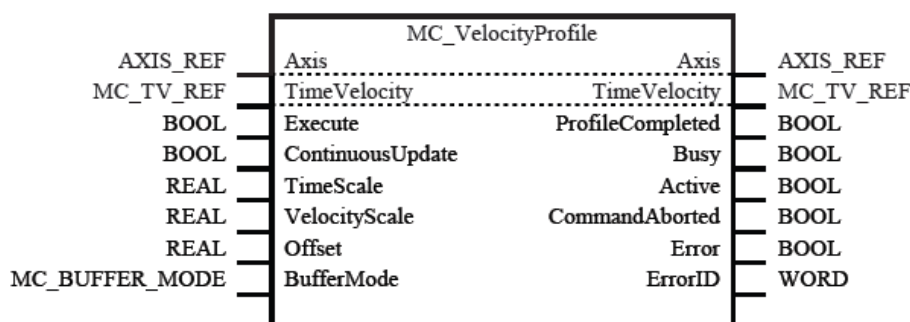 MC_VelocityProfile
AXIS_REF Axis Axis AXIS_REF
MC_TV_REF TimeVelocity TimeVelocity MC_TV_REF
BOOL Execute ProfileCompleted BOOL
BOOL ContinuousUpdate Busy BOOL
REAL TimeScale Active BOOL
REAL VelocityScale CommandAborted BOOL
REAL Offset Error BOOL
MC_BUFFER_MODE BufferMode ErrorID WORD